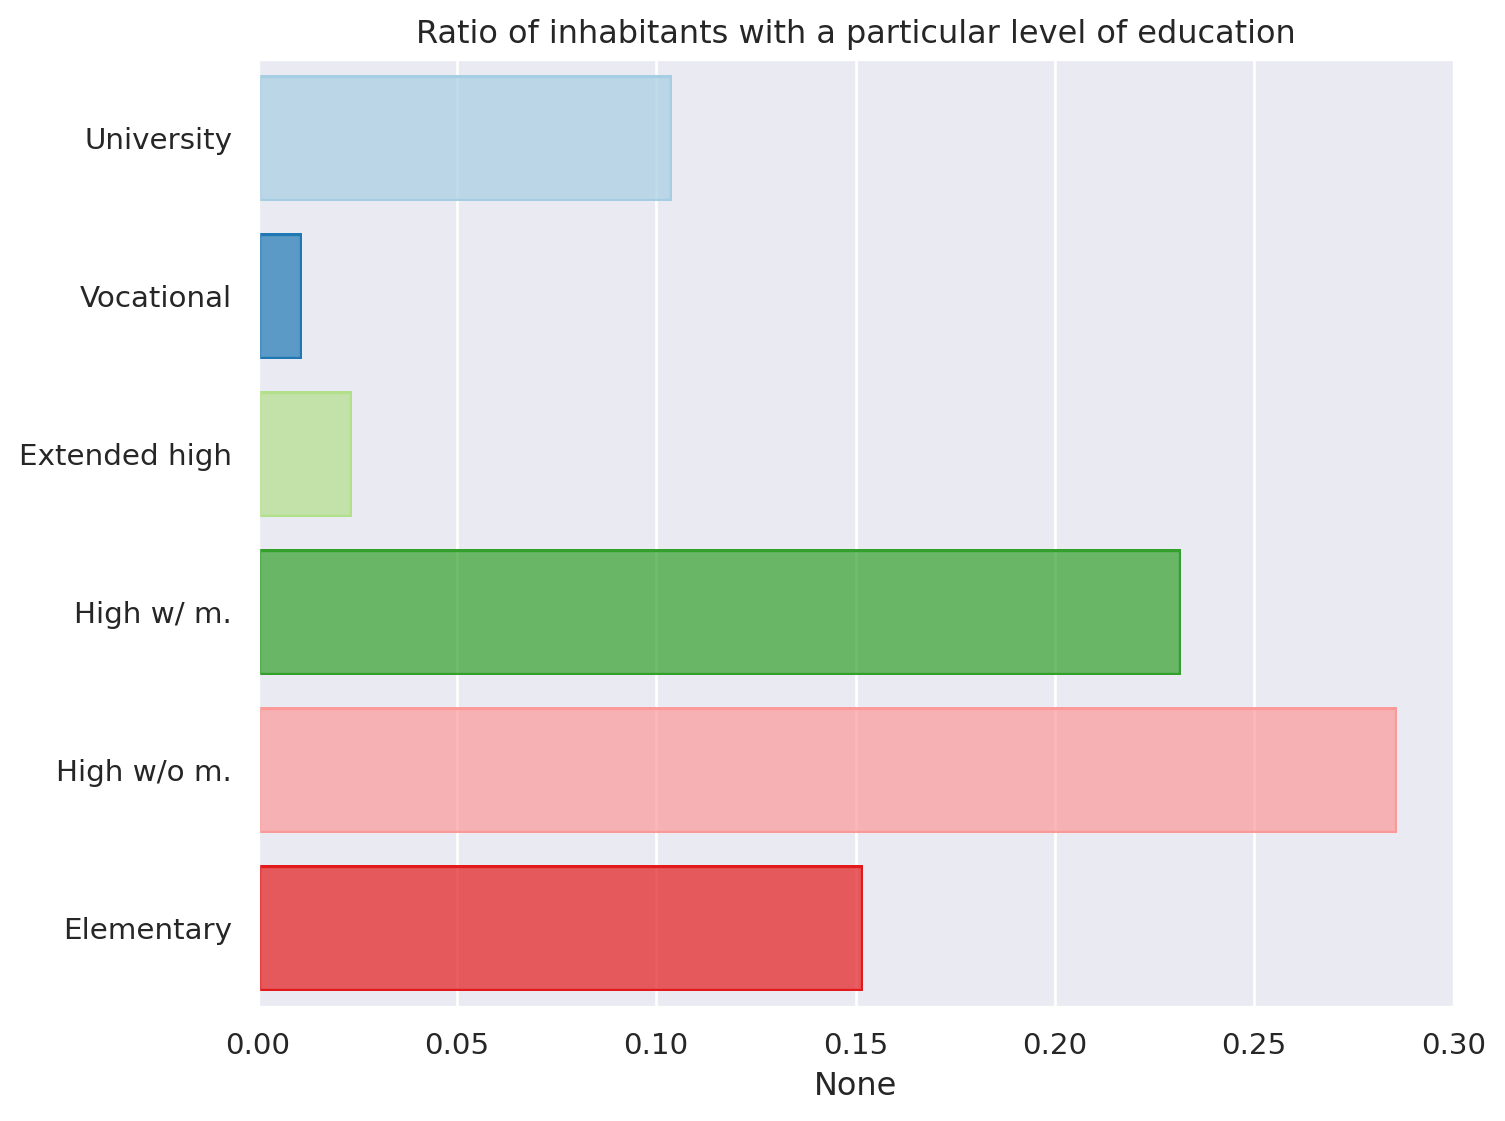 Ratio of inhabitants with a particular level of education
University
Vocational
Extended high
High w/ m.
High w/o m.
Elementary
0.00 0.05 0.10 0.15 0.20 0.25 0.30
None